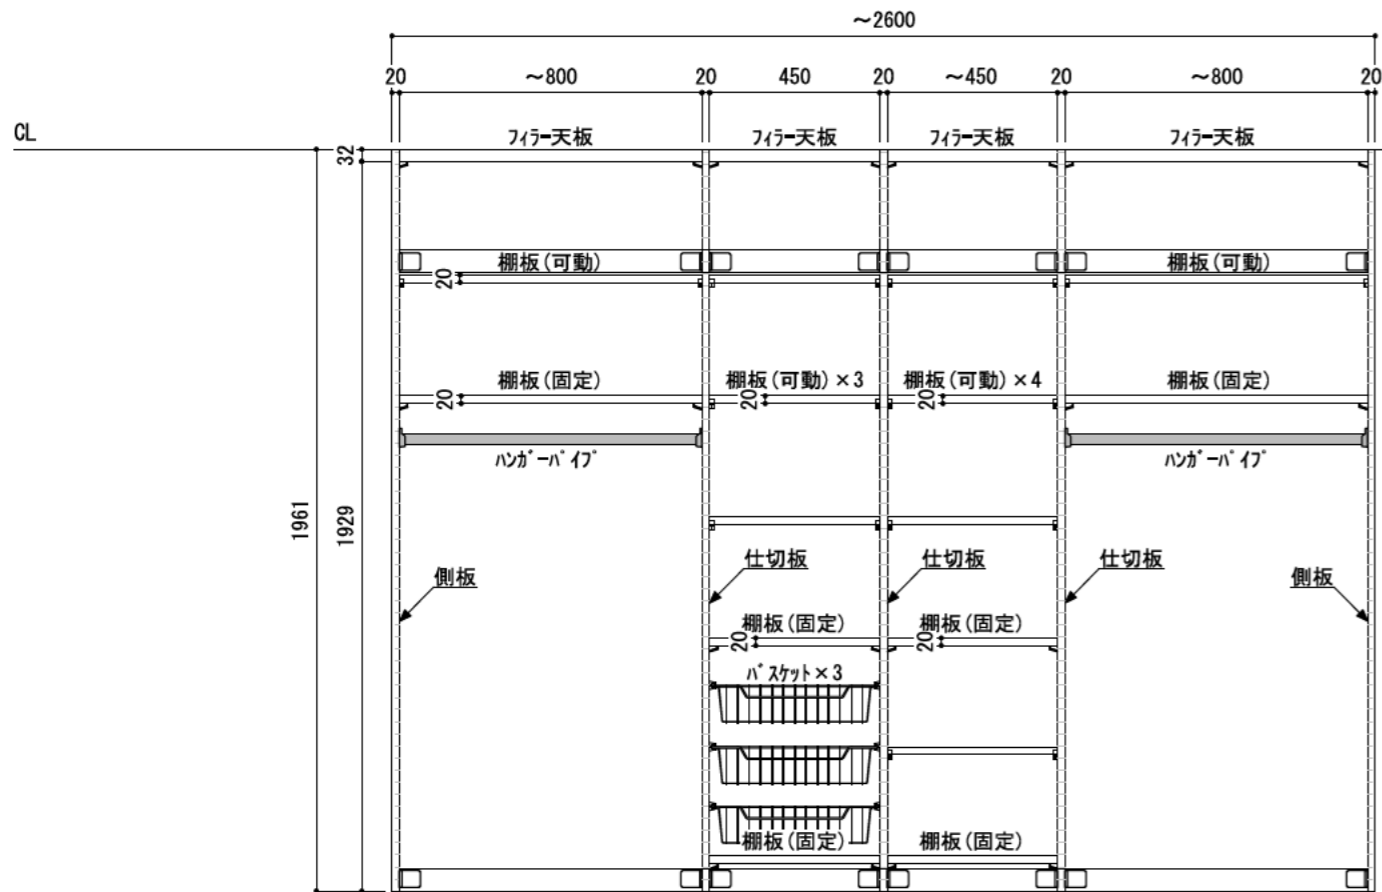 ～2600
20 ～800 20 450 20 ～450 20 ～800 20
CL
ﾌｨﾗｰ天板 ﾌｨﾗｰ天板 ﾌｨﾗｰ天板 ﾌｨﾗｰ天板
32
棚板(可動) 棚板(可動)
20
棚板(固定) 棚板(可動)×3 棚板(可動)×4 棚板(固定)
20 20 20
ﾊﾝｶﾞｰﾊﾟｲﾌﾟ ﾊﾝｶﾞｰﾊﾟｲﾌﾟ
1961 1929
仕切板 仕切板 仕切板
側板 側板
棚板(固定) 棚板(固定)
20 20
ﾊﾞｽｹｯﾄ×3
棚板(固定) 棚板(固定)